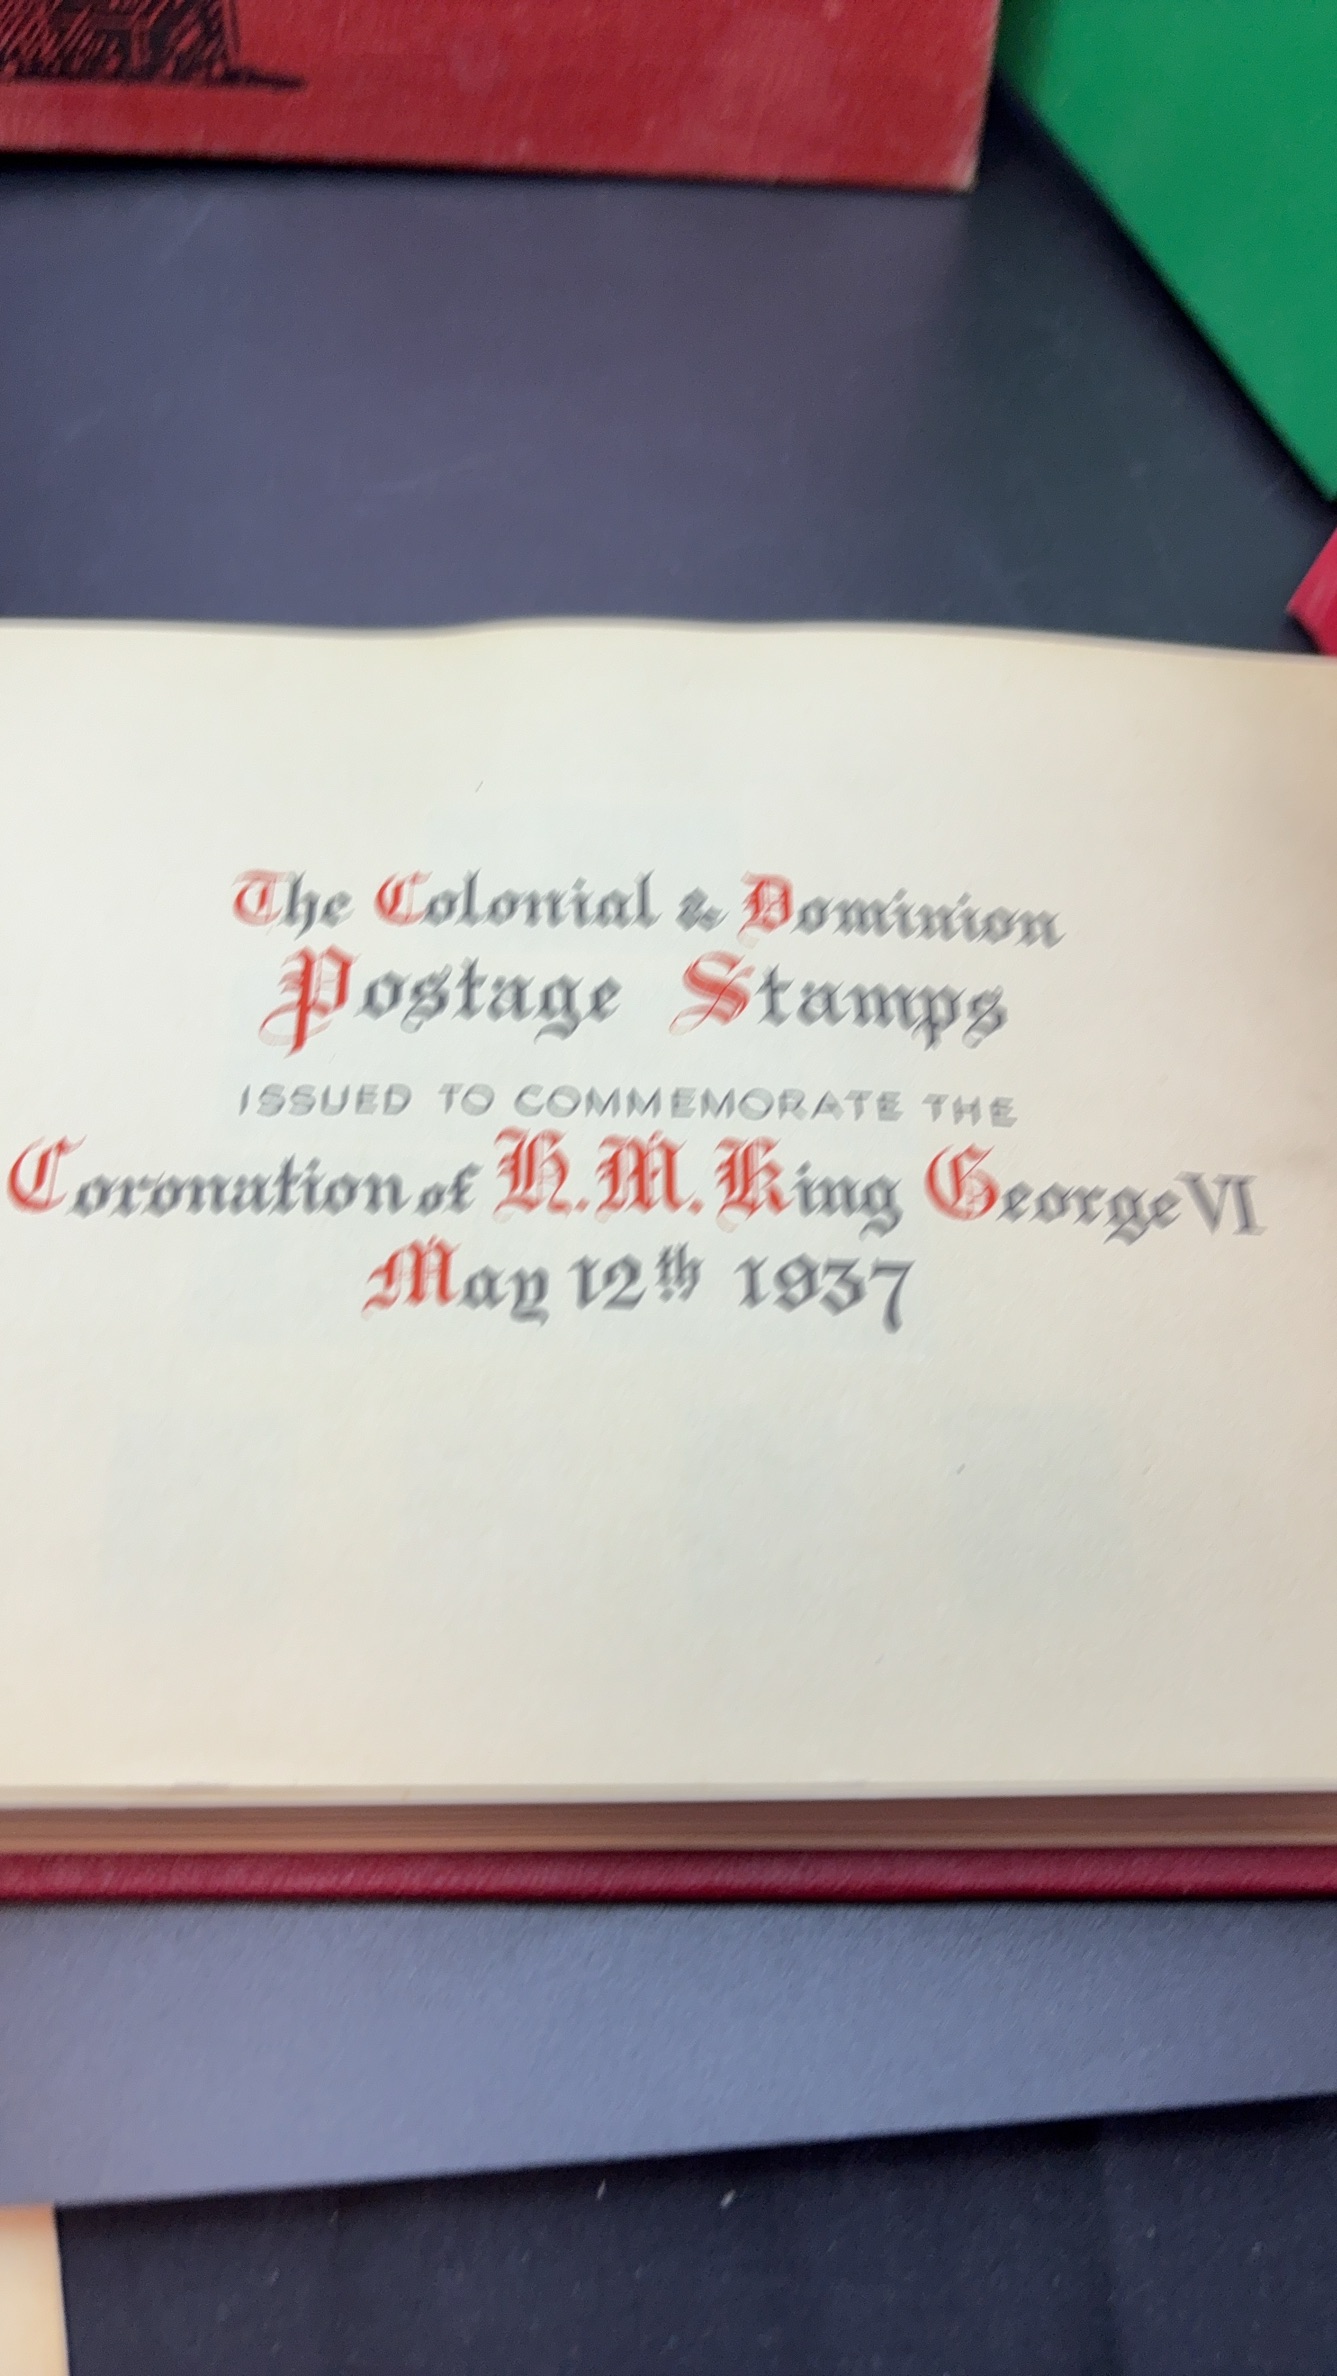 The Colonial & Dominion
Postage Stamps
ISSUED TO COMMEMORATE THE
Coronation of H.M. King George VI
May 12th 1937